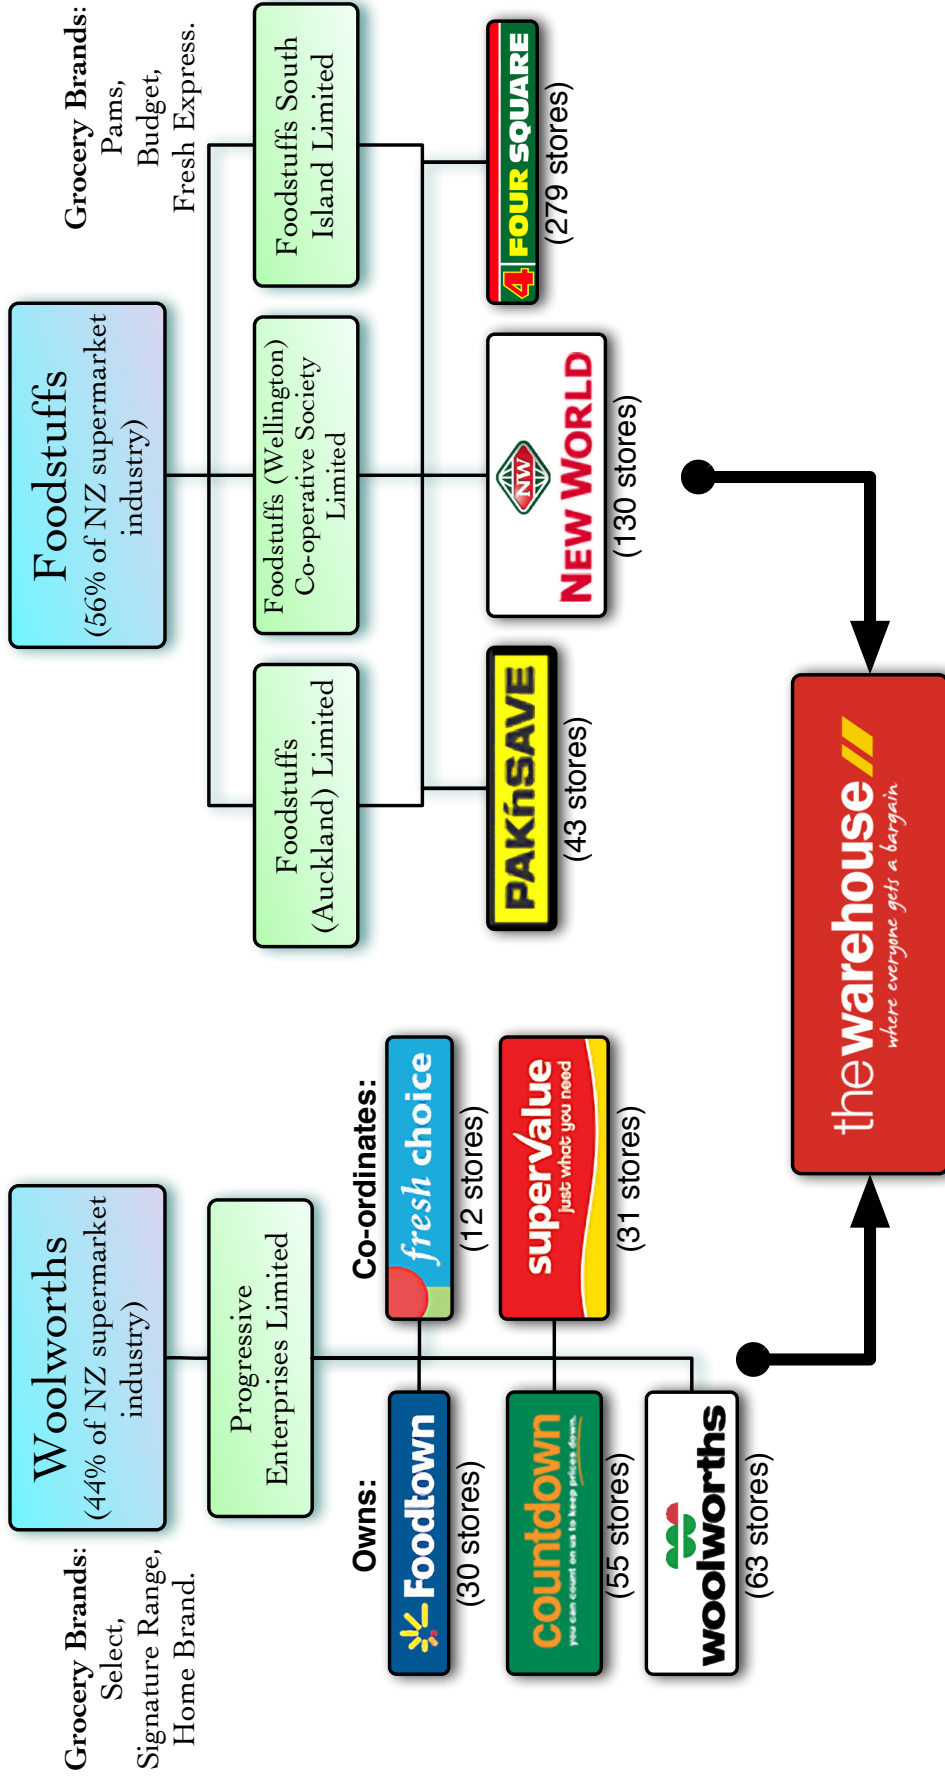 Grocery Brands:
Select,
Signature Range,
Home Brand.
Woolworths
(44% of NZ supermarket
industry)
Progressive
Enterprises Limited
Owns:
Foodtown
(30 stores)
countdown
you can count on us to keep prices down.
(55 stores)
woolworths
(63 stores)
Co-ordinates:
fresh choice
(12 stores)
supervalue
just what you need
(31 stores)
Foodstuffs
(56% of NZ supermarket
industry)
Grocery Brands:
Pams,
Budget,
Fresh Express.
Foodstuffs
(Auckland) Limited
Foodstuffs (Wellington)
Co-operative Society
Limited
Foodstuffs South
Island Limited
PAKnSAVE
(43 stores)
NW
NEW WORLD
(130 stores)
4 FOUR SQUARE
(279 stores)
the warehouse
where everyone gets a bargain